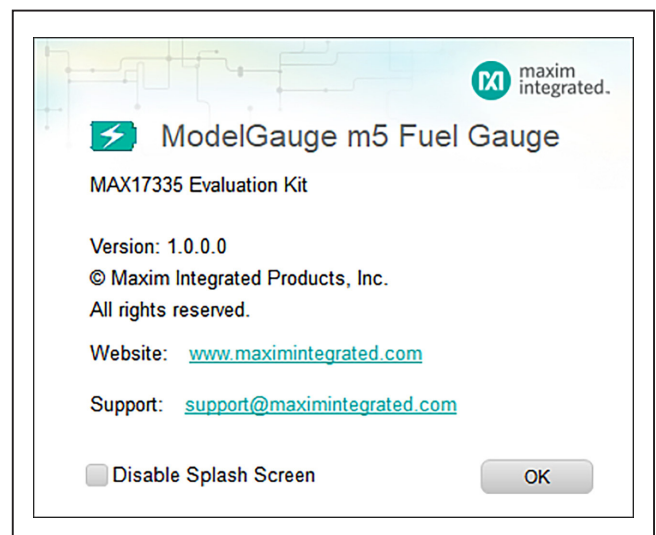 maxim
integrated™
ModelGauge m5 Fuel Gauge
MAX17335 Evaluation Kit
Version: 1.0.0.0
© Maxim Integrated Products, Inc.
All rights reserved.
Website: www.maximintegrated.com
Support: support@maximintegrated.com
Disable Splash Screen
OK